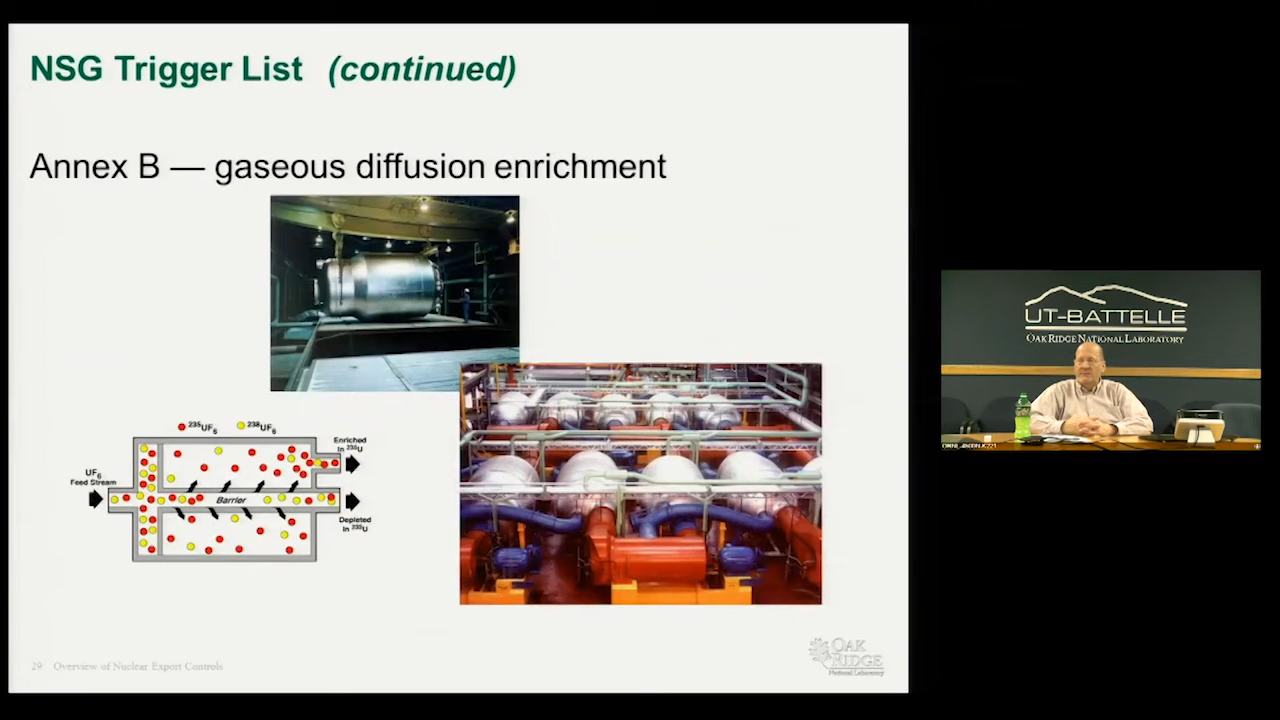 NSG Trigger List (continued)
Annex B — gaseous diffusion enrichment
²³⁵UF₆ ²³⁸UF₆
Enriched
In ²³⁵U
UF₆
Feed Stream
Barrier
Depleted
In ²³⁵U
29 Overview of Nuclear Export Controls
OAK
RIDGE
National Laboratory
UT-BATTELLE
OAK RIDGE NATIONAL LABORATORY